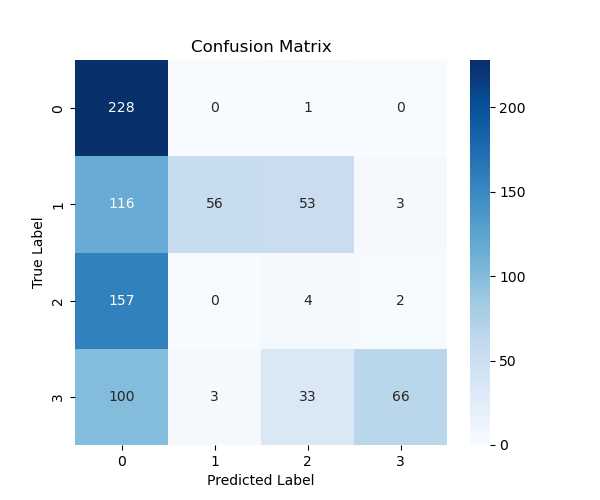 Confusion Matrix
0 228 0 1 0
1 116 56 53 3
2 157 0 4 2
3 100 3 33 66
0 1 2 3
Predicted Label
True Label
200
150
100
50
0